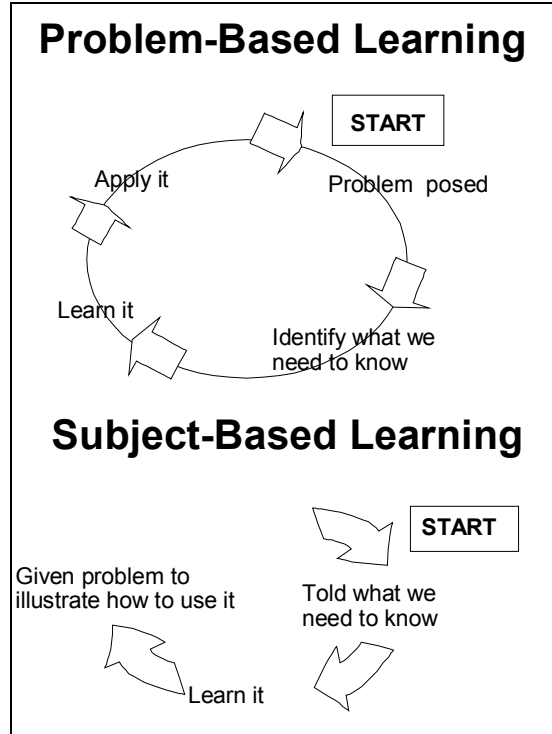 Problem-Based Learning
START
Problem posed
Identify what we
need to know
Learn it
Apply it
Subject-Based Learning
START
Told what we
need to know
Learn it
Given problem to
illustrate how to use it